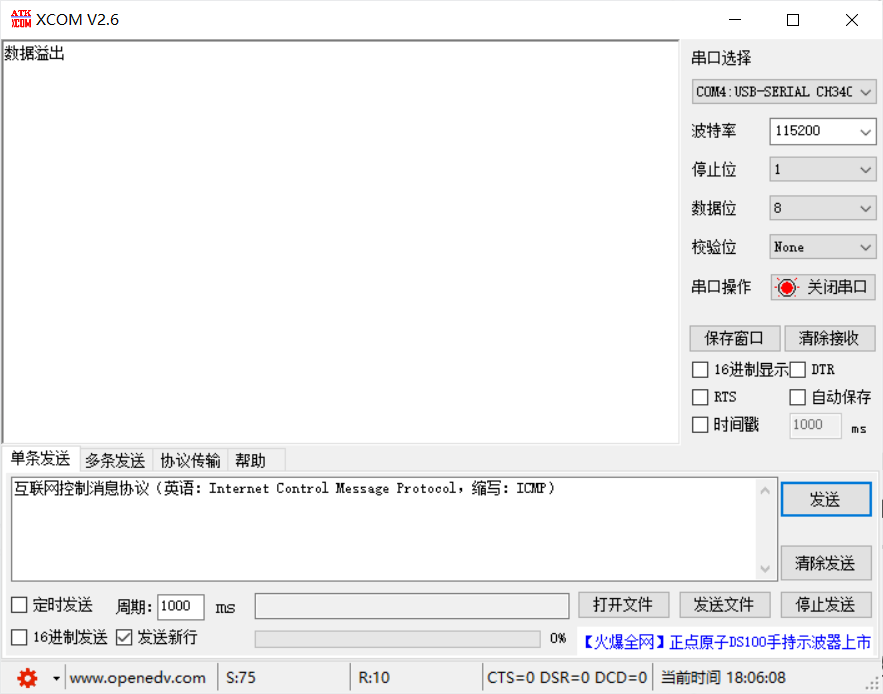 ATK
XCOM XCOM V2.6
数据溢出
串口选择
COM4:USB-SERIAL CH340
波特率 115200
停止位 1
数据位 8
校验位 None
串口操作 关闭串口
保存窗口 清除接收
16进制显示 DTR
RTS 自动保存
时间戳 1000 ms
单条发送 多条发送 协议传输 帮助
互联网控制消息协议（英语：Internet Control Message Protocol，缩写：ICMP）
发送
清除发送
定时发送 周期: 1000 ms 打开文件 发送文件 停止发送
16进制发送 发送新行 0% 【火爆全网】正点原子DS100手持示波器上市
www.openedv.com S:75 R:10 CTS=0 DSR=0 DCD=0 当前时间 18:06:08